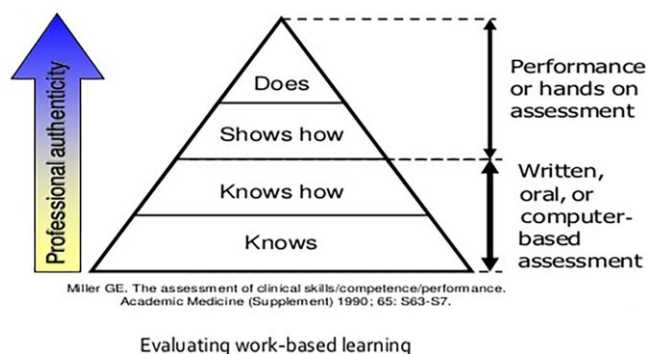 Professional authenticity
Does
Shows how
Knows how
Knows
Performance
or hands on
assessment
Written,
oral, or
computer-
based
assessment
Miller GE. The assessment of clinical skills/competence/performance.
Academic Medicine (Supplement) 1990; 65: S63-S7.
Evaluating work-based learning